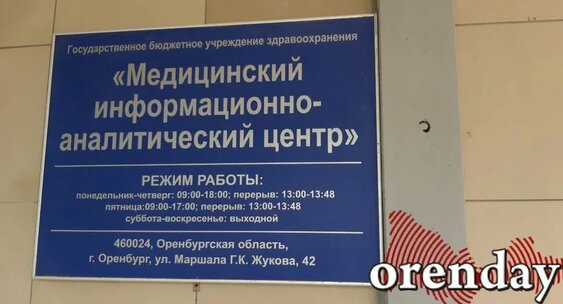 Государственное бюджетное учреждение здравоохранения
«Медицинский
информационно-
аналитический центр»
РЕЖИМ РАБОТЫ:
понедельник-четверг: 09:00-18:00; перерыв: 13:00-13:48
пятница:09:00-17:00; перерыв: 13:00-13:48
суббота-воскресенье: выходной
460024, Оренбургская область,
г. Оренбург, ул. Маршала Г.К. Жукова, 42
orenday